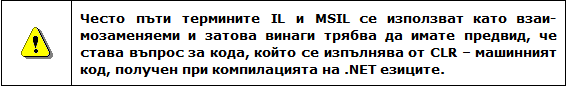 Често пъти термините IL и MSIL се използват като взаи-
мозаменяеми и затова винаги трябва да имате предвид, че
става въпрос за кода, който се изпълнява от CLR – машинният
код, получен при компилацията на .NET езиците.